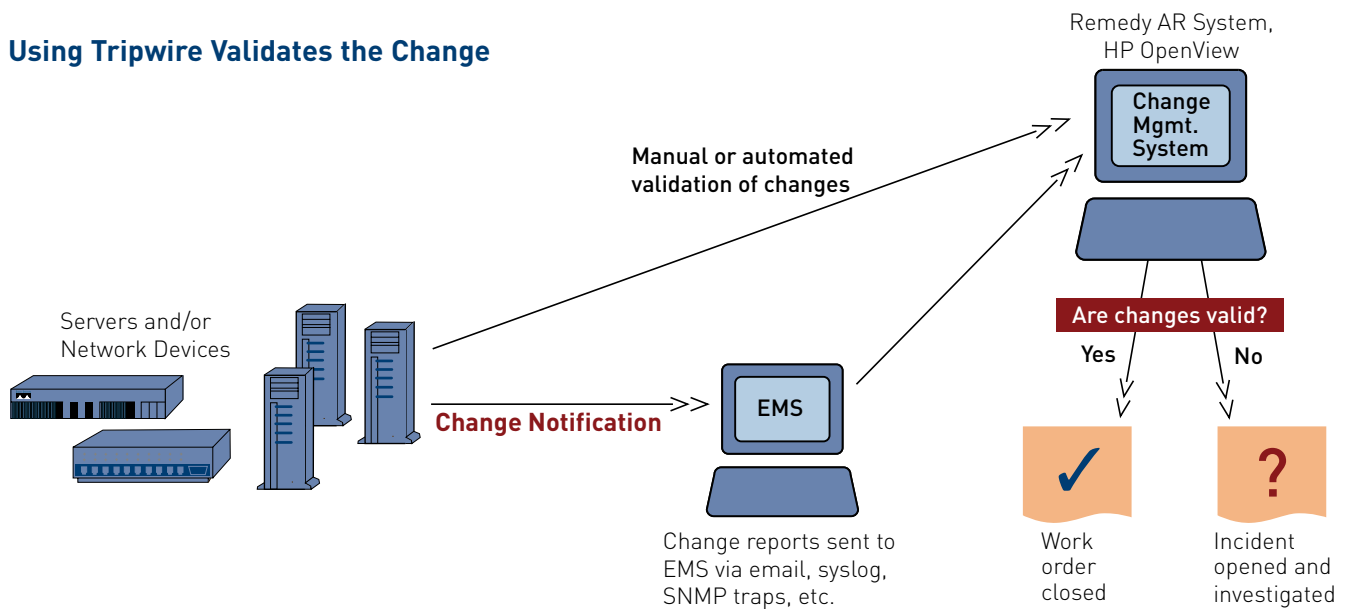 Using Tripwire Validates the Change
Remedy AR System,
HP OpenView
Change
Mgmt.
System
Manual or automated
validation of changes
Servers and/or
Network Devices
Change Notification
EMS
Change reports sent to
EMS via email, syslog,
SNMP traps, etc.
Are changes valid?
Yes
No
✓
?
Work
order
closed
Incident
opened and
investigated